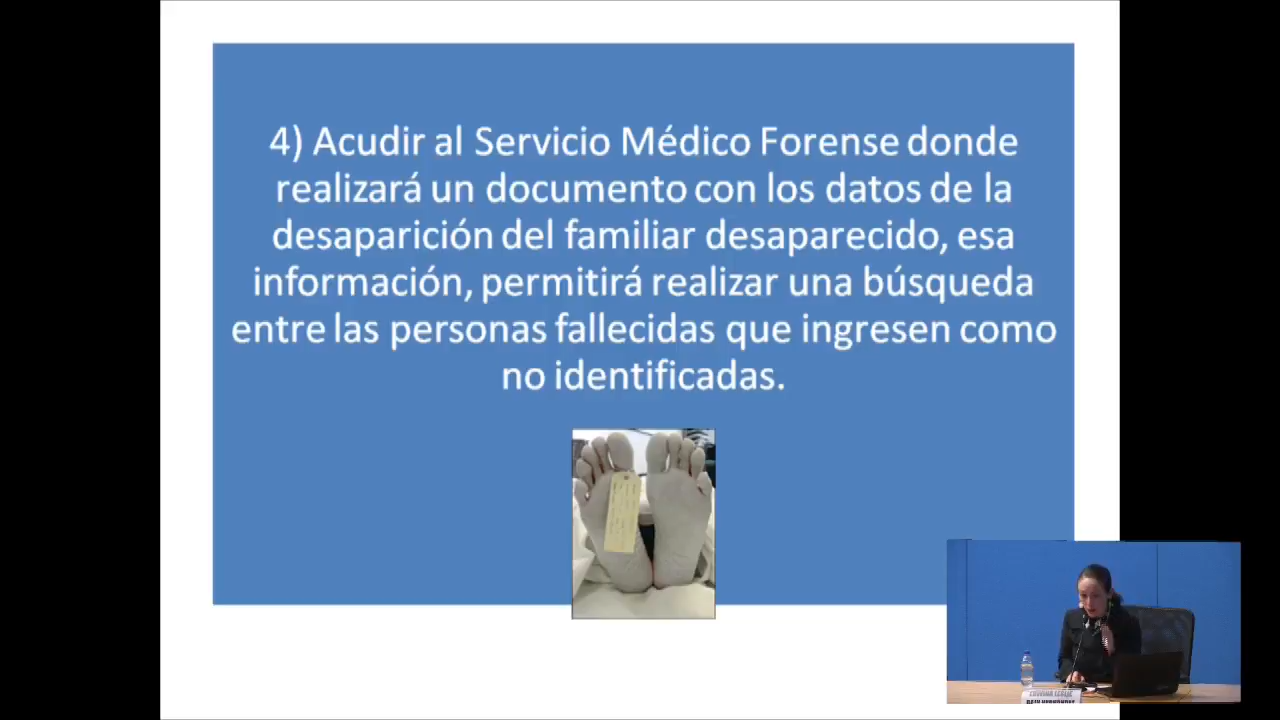 4) Acudir al Servicio Médico Forense donde
realizará un documento con los datos de la
desaparición del familiar desaparecido, esa
información, permitirá realizar una búsqueda
entre las personas fallecidas que ingresen como
no identificadas.